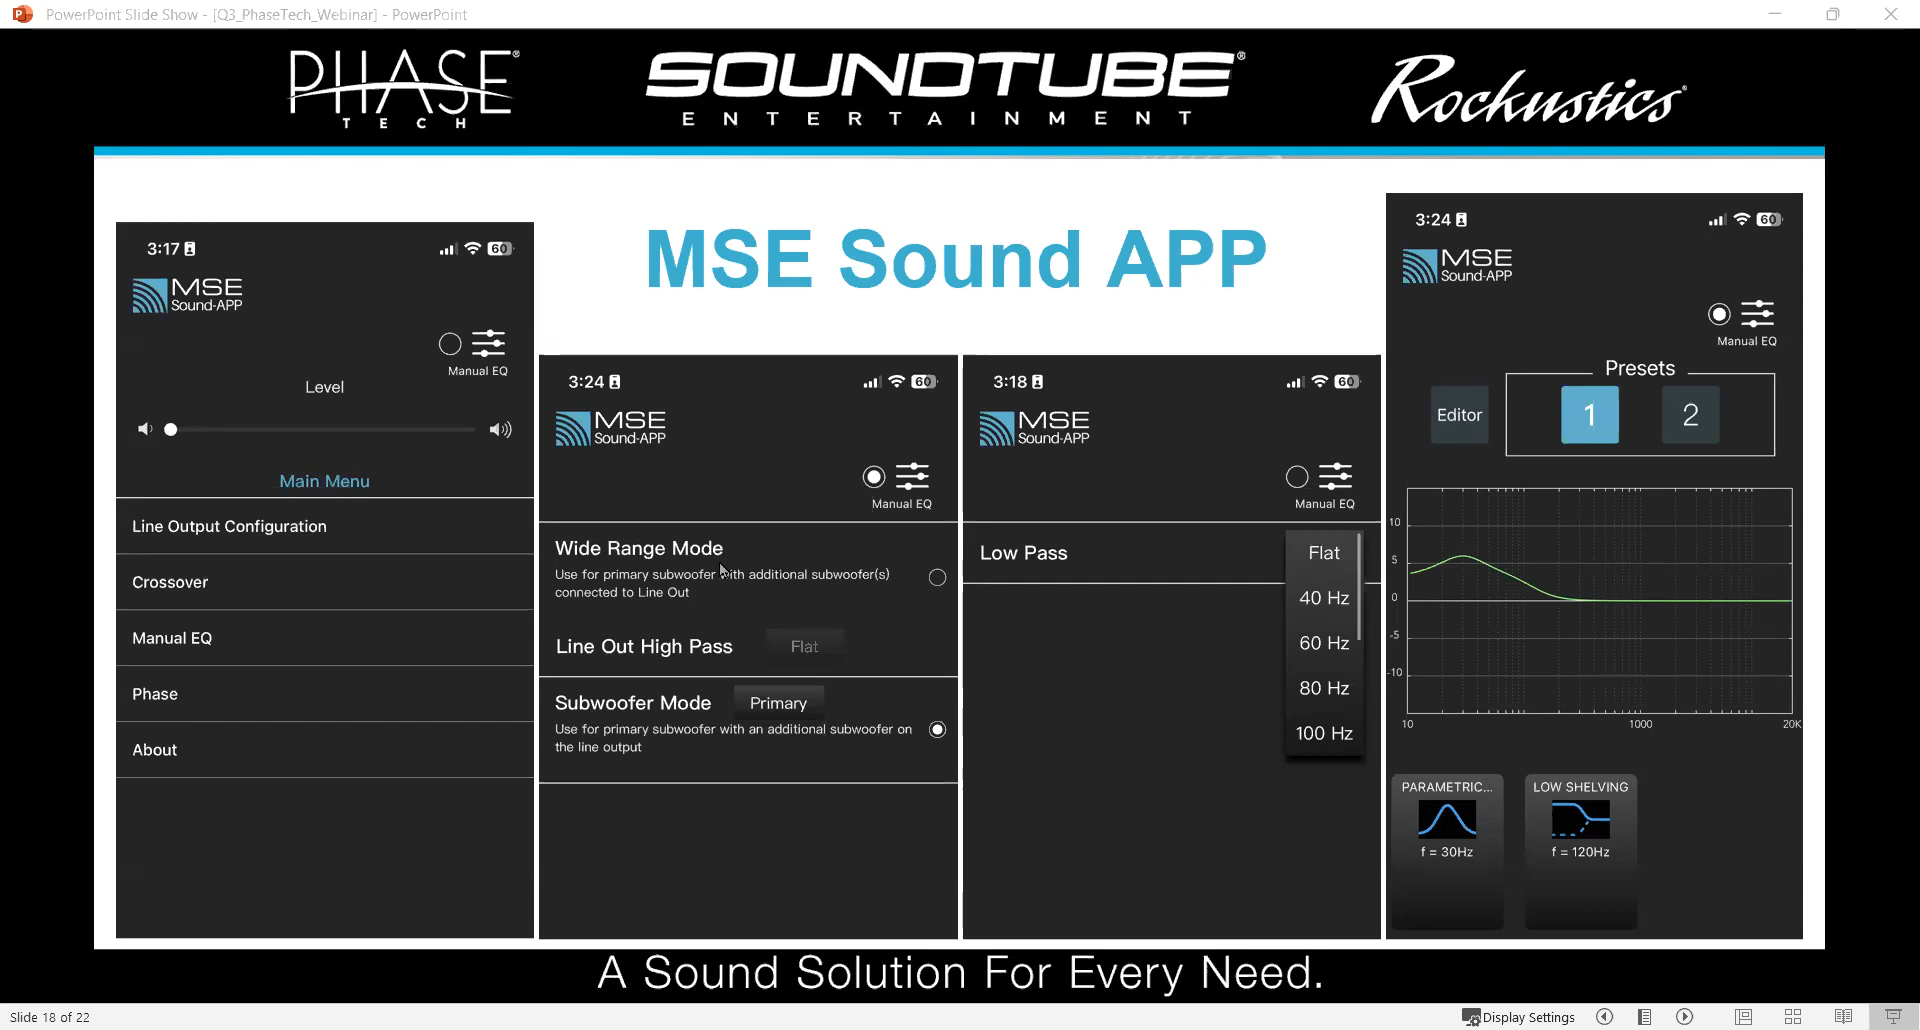 PowerPoint Slide Show - [Q3_PhaseTech_Webinar] - PowerPoint
PHASE®
TECH
SOUNDTUBE®
ENTERTAINMENT
Rockustics®
MSE Sound APP
3:17
60
MSE
Sound-APP
Manual EQ
Level
Main Menu
Line Output Configuration
Crossover
Manual EQ
Phase
About
3:24
60
MSE
Sound-APP
Manual EQ
Wide Range Mode
Use for primary subwoofer with additional subwoofer(s)
connected to Line Out
Line Out High Pass Flat
Subwoofer Mode Primary
Use for primary subwoofer with an additional subwoofer on
the line output
3:18
60
MSE
Sound-APP
Manual EQ
Low Pass
Flat
40 Hz
60 Hz
80 Hz
100 Hz
3:24
60
MSE
Sound-APP
Manual EQ
Presets
Editor 1 2
10
5
0
-5
-10
10 1000 20K
PARAMETRIC...
f = 30Hz
LOW SHELVING
f = 120Hz
A Sound Solution For Every Need.
Slide 18 of 22
Display Settings